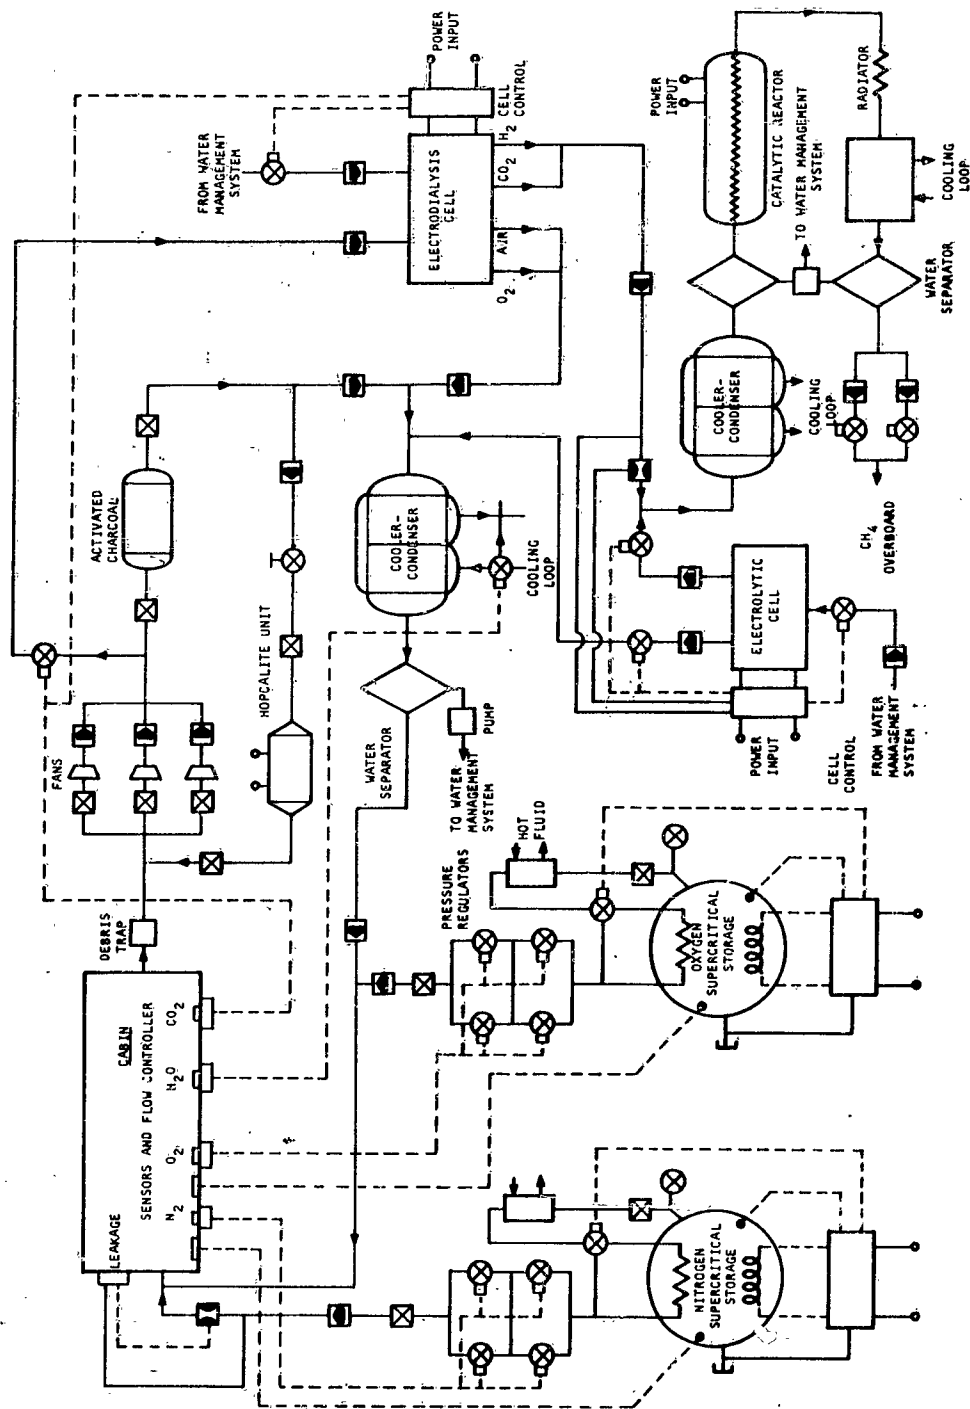 LEAKAGE
CABIN
SENSORS AND FLOW CONTROLLER
N2
O2
H2O
CO2
DEBRIS
TRAP
FANS
HOPCALITE UNIT
ACTIVATED
CHARCOAL
FROM WATER
MANAGEMENT
SYSTEM
ELECTRODIALYSIS
CELL
O2
AIR
CO2
H2
CELL
CONTROL
POWER
INPUT
WATER
SEPARATOR
PUMP
TO WATER
MANAGEMENT
SYSTEM
COOLER-
CONDENSER
COOLING
LOOP
PRESSURE
REGULATORS
HOT
FLUID
OXYGEN
SUPERCRITICAL
STORAGE
NITROGEN
SUPERCRITICAL
STORAGE
POWER
INPUT
CELL
CONTROL
FROM WATER
MANAGEMENT
SYSTEM
ELECTROLYTIC
CELL
COOLER-
CONDENSER
COOLING
LOOP
CH4
OVERBOARD
WATER
SEPARATOR
TO WATER MANAGEMENT
SYSTEM
POWER
INPUT
CATALYTIC REACTOR
RADIATOR
COOLING
LOOP